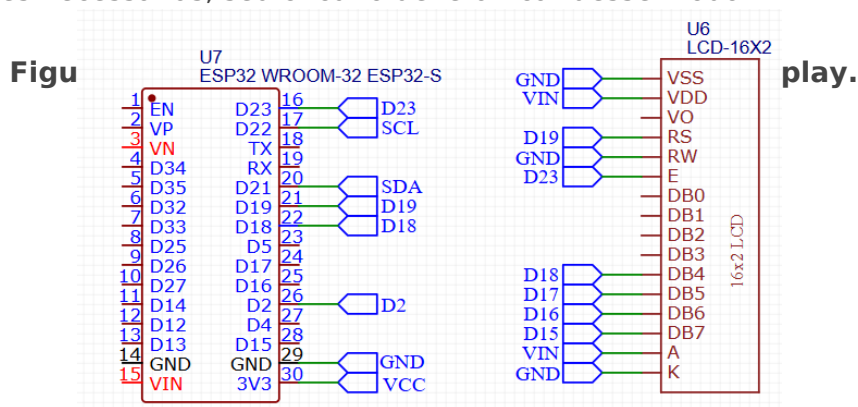 Figu
play.
U7
ESP32 WROOM-32 ESP32-S
1 EN D23 16 D23
2 VP D22 17 SCL
3 VN TX 18
4 D34 RX 19
5 D35 D21 20 SDA
6 D32 D19 21 D19
7 D33 D18 22 D18
8 D25 D5 23
9 D26 D17 24
10 D27 D16 25
11 D14 D2 26 D2
12 D12 D4 27
13 D13 D15 28
14 GND GND 29 GND
15 VIN 3V3 30 VCC
U6
LCD-16X2
GND VSS
VIN VDD
VO
D19 RS
GND RW
D23 E
DB0
DB1
DB2
DB3
D18 DB4
D17 DB5
D16 DB6
D15 DB7
VIN A
GND K
16x2 LCD